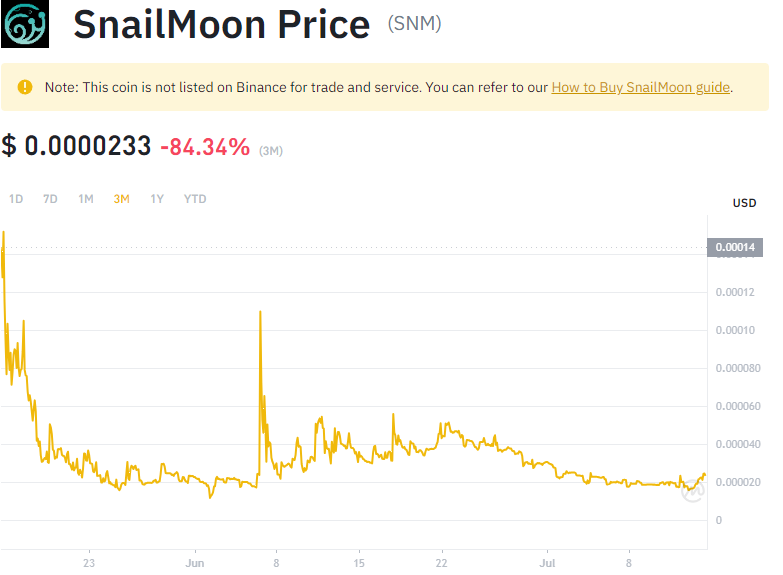 SnailMoon Price (SNM)
Note: This coin is not listed on Binance for trade and service. You can refer to our How to Buy SnailMoon guide.
$ 0.0000233 -84.34% (3M)
1D 7D 1M 3M 1Y YTD
USD
0.00014
0.00012
0.00010
0.000080
0.000060
0.000040
0.000020
0
23 Jun 8 15 22 Jul 8